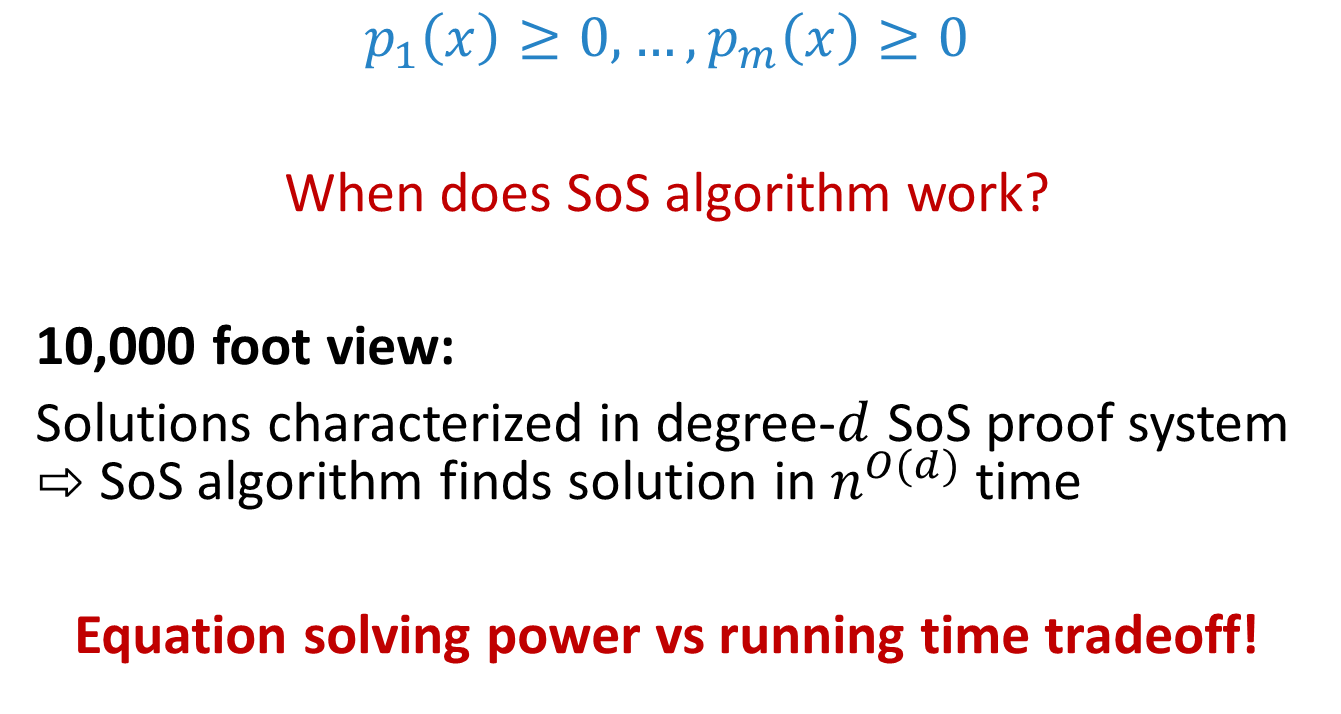 p₁(x) ≥ 0, … , pₘ(x) ≥ 0
When does SoS algorithm work?
10,000 foot view:
Solutions characterized in degree-d SoS proof system
⇨ SoS algorithm finds solution in n^{O(d)} time
Equation solving power vs running time tradeoff!